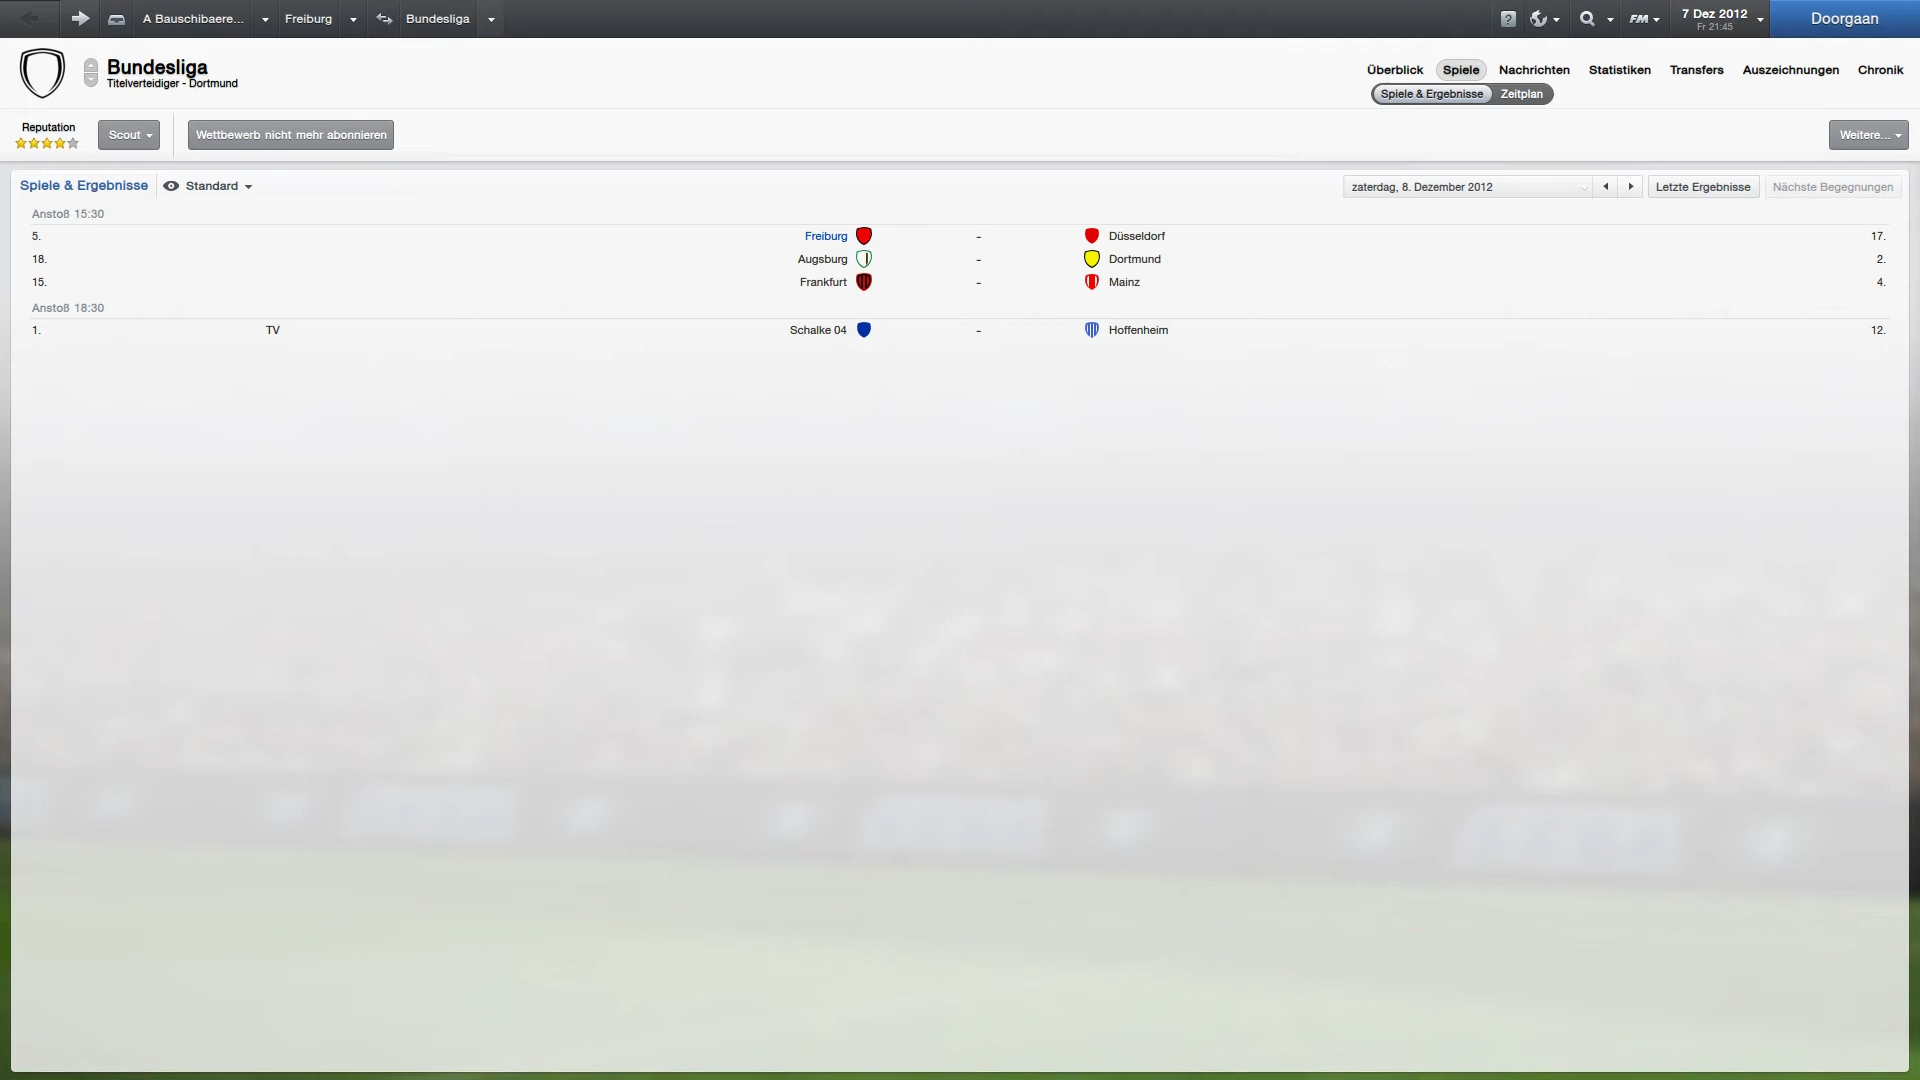 A Bauschibaere...
Freiburg
Bundesliga
?
FM
7 Dez 2012
Fr 21:45
Doorgaan
Bundesliga
Titelverteidiger - Dortmund
Überblick
Spiele
Nachrichten
Statistiken
Transfers
Auszeichnungen
Chronik
Spiele & Ergebnisse
Zeitplan
Reputation
Scout
Wettbewerb nicht mehr abonnieren
Weitere...
Spiele & Ergebnisse
Standard
zaterdag, 8. Dezember 2012
Letzte Ergebnisse
Nächste Begegnungen
Anstoß 15:30
5. Freiburg - Düsseldorf 17.
18. Augsburg - Dortmund 2.
15. Frankfurt - Mainz 4.
Anstoß 18:30
1. TV Schalke 04 - Hoffenheim 12.